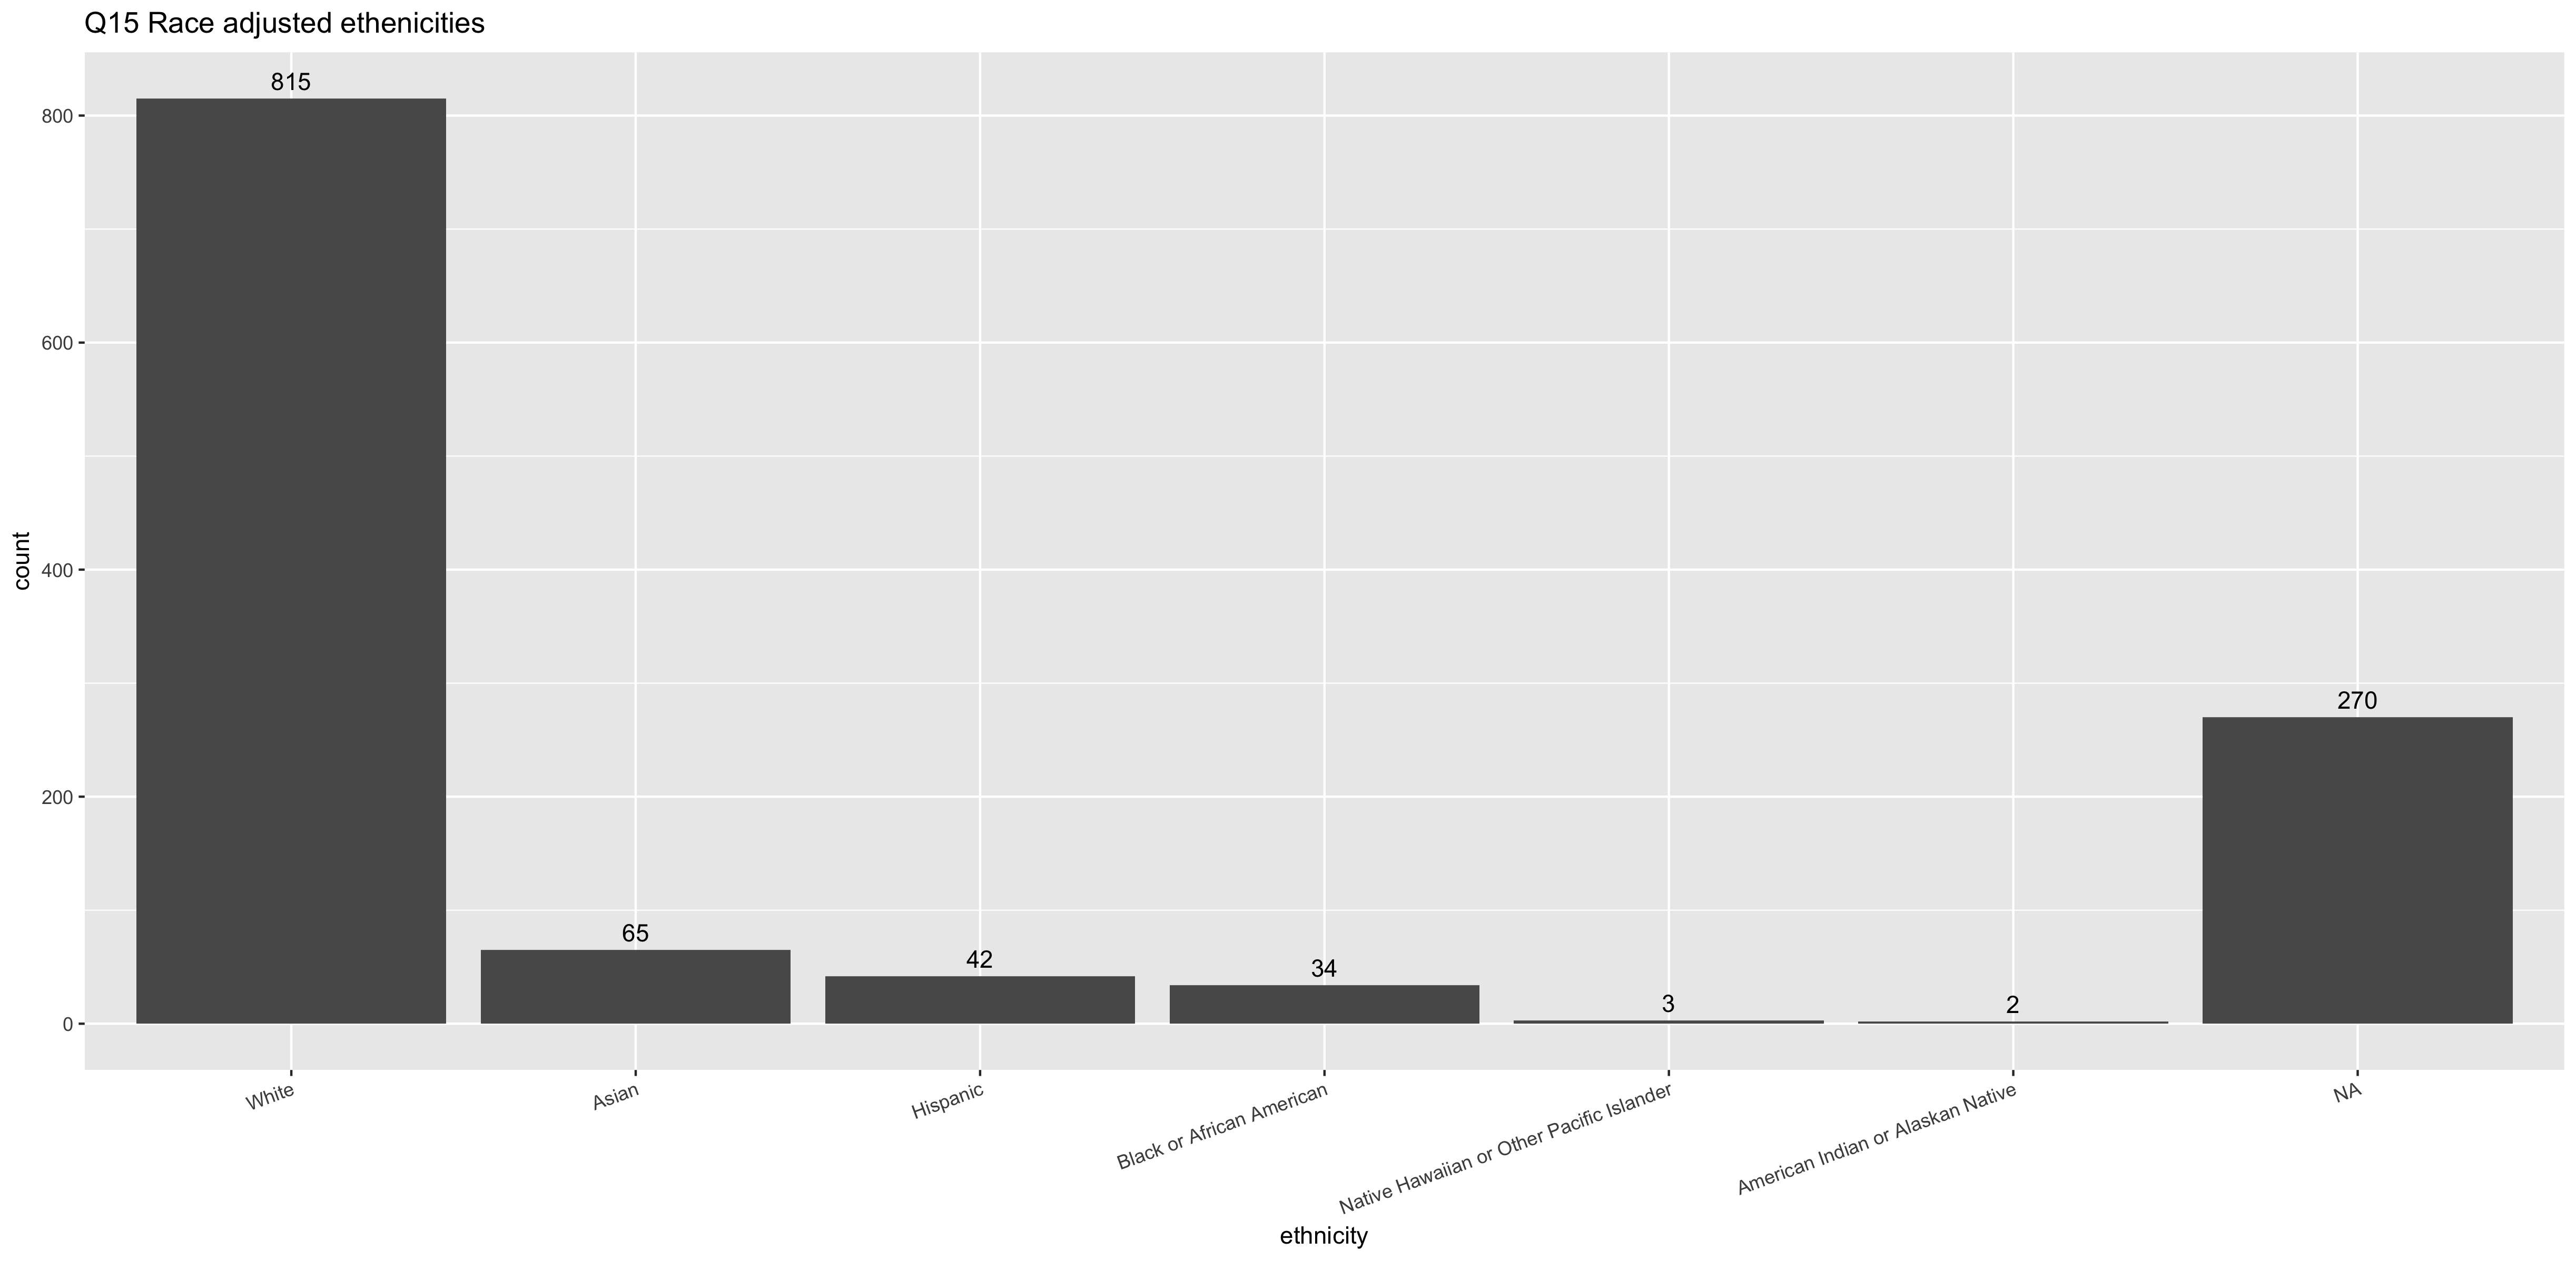 Q15 Race adjusted ethenicities
815
800
600
400
200
0
count
65
42
34
3
2
270
White
Asian
Hispanic
Black or African American
Native Hawaiian or Other Pacific Islander
American Indian or Alaskan Native
NA
ethnicity